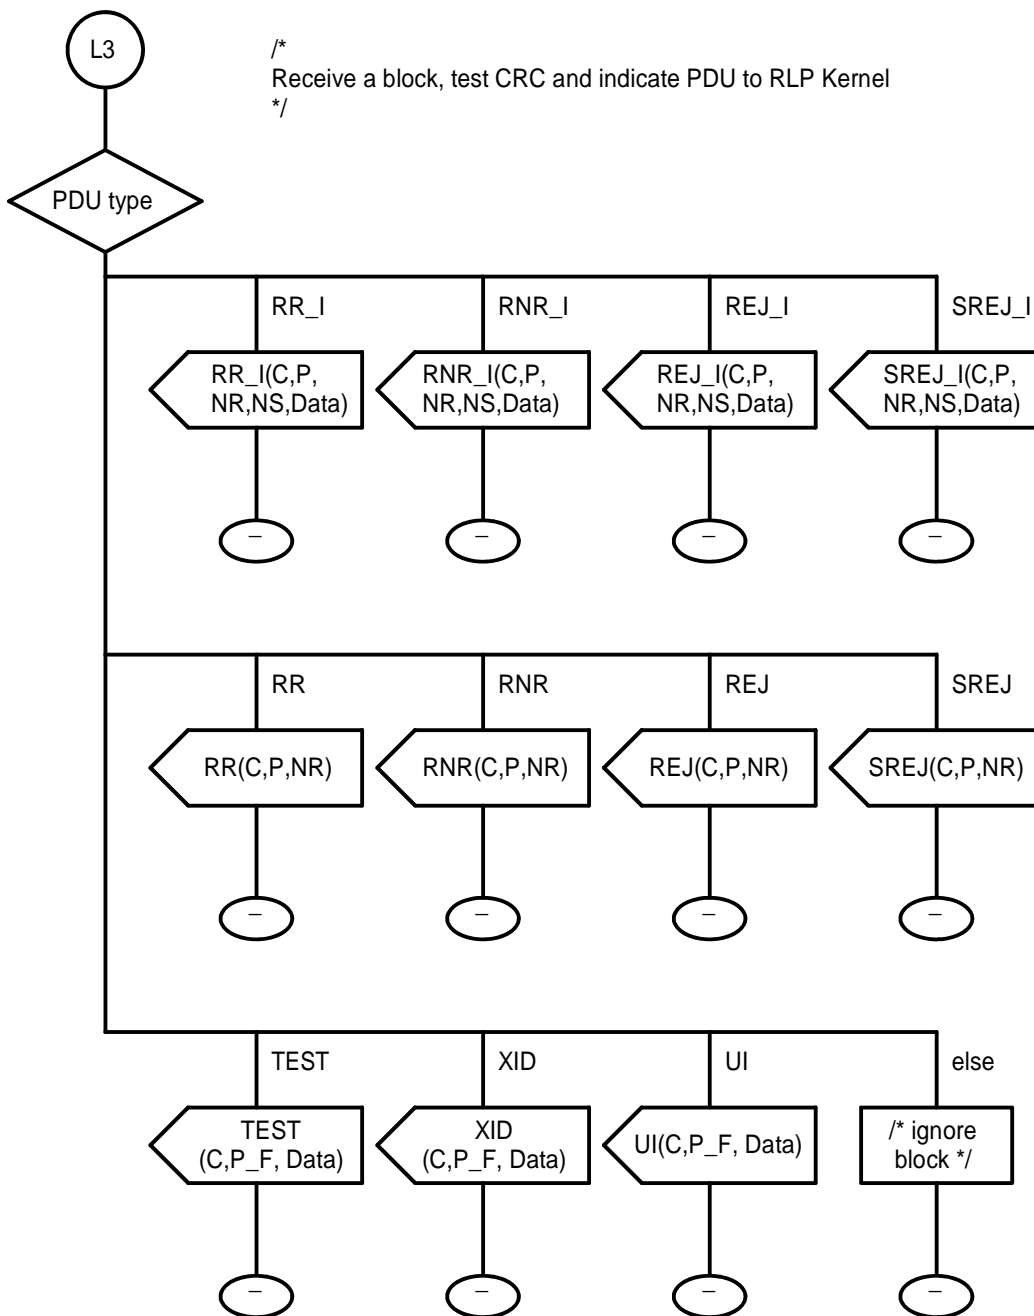 L3
/*
Receive a block, test CRC and indicate PDU to RLP Kernel
*/
PDU type
RR_I
RNR_I
REJ_I
SREJ_I
RR_I(C,P,
NR,NS,Data)
RNR_I(C,P,
NR,NS,Data)
REJ_I(C,P,
NR,NS,Data)
SREJ_I(C,P,
NR,NS,Data)
–
–
–
–
RR
RNR
REJ
SREJ
RR(C,P,NR)
RNR(C,P,NR)
REJ(C,P,NR)
SREJ(C,P,NR)
–
–
–
–
TEST
XID
UI
else
TEST
(C,P_F, Data)
XID
(C,P_F, Data)
UI(C,P_F, Data)
/* ignore
block */
–
–
–
–